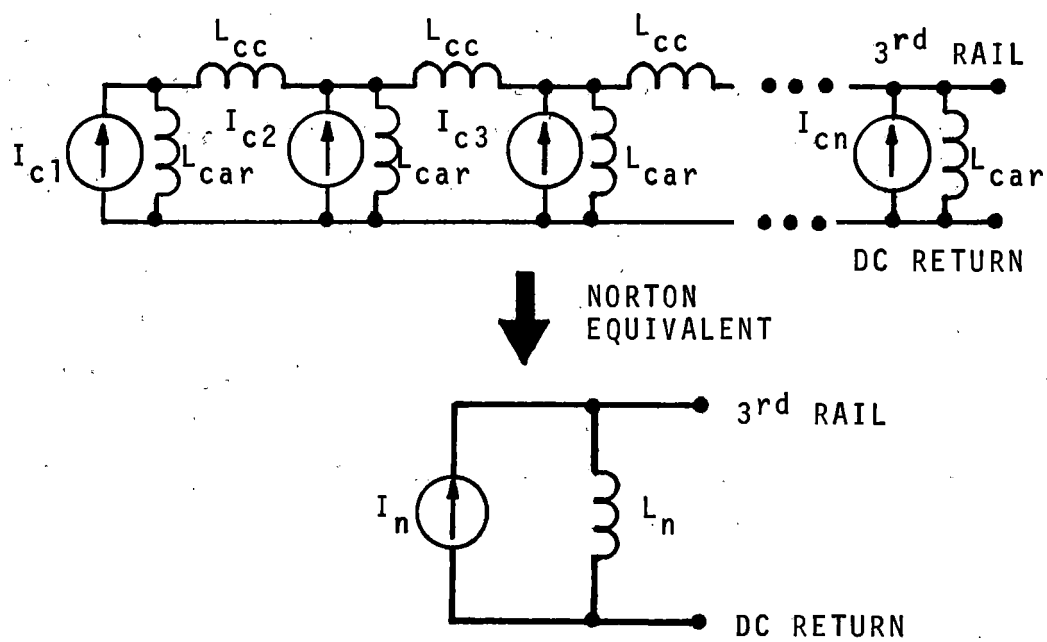 L_cc L_cc L_cc
3rd RAIL
I_c1 L_car I_c2 L_car I_c3 L_car I_cn L_car
DC RETURN
NORTON
EQUIVALENT
3rd RAIL
I_n L_n
DC RETURN